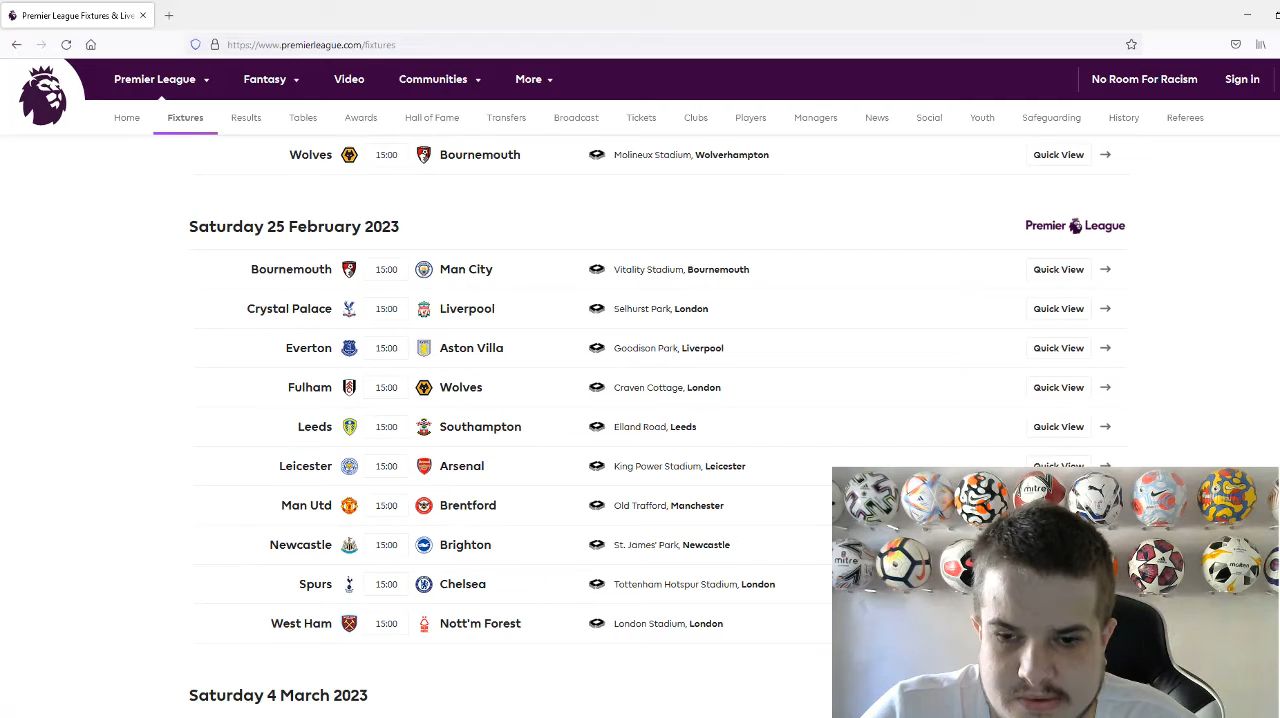 Premier League Fixtures & Live
https://www.premierleague.com/fixtures
Premier League Fantasy Video Communities More No Room For Racism Sign in
Home Fixtures Results Tables Awards Hall of Fame Transfers Broadcast Tickets Clubs Players Managers News Social Youth Safeguarding History Referees
Wolves 15:00 Bournemouth Molineux Stadium, Wolverhampton Quick View
Saturday 25 February 2023 Premier League
Bournemouth 15:00 Man City Vitality Stadium, Bournemouth Quick View
Crystal Palace 15:00 Liverpool Selhurst Park, London Quick View
Everton 15:00 Aston Villa Goodison Park, Liverpool Quick View
Fulham 15:00 Wolves Craven Cottage, London Quick View
Leeds 15:00 Southampton Elland Road, Leeds Quick View
Leicester 15:00 Arsenal King Power Stadium, Leicester Quick View
Man Utd 15:00 Brentford Old Trafford, Manchester
Newcastle 15:00 Brighton St. James' Park, Newcastle
Spurs 15:00 Chelsea Tottenham Hotspur Stadium, London
West Ham 15:00 Nott'm Forest London Stadium, London
Saturday 4 March 2023
mitre
mitre
molten